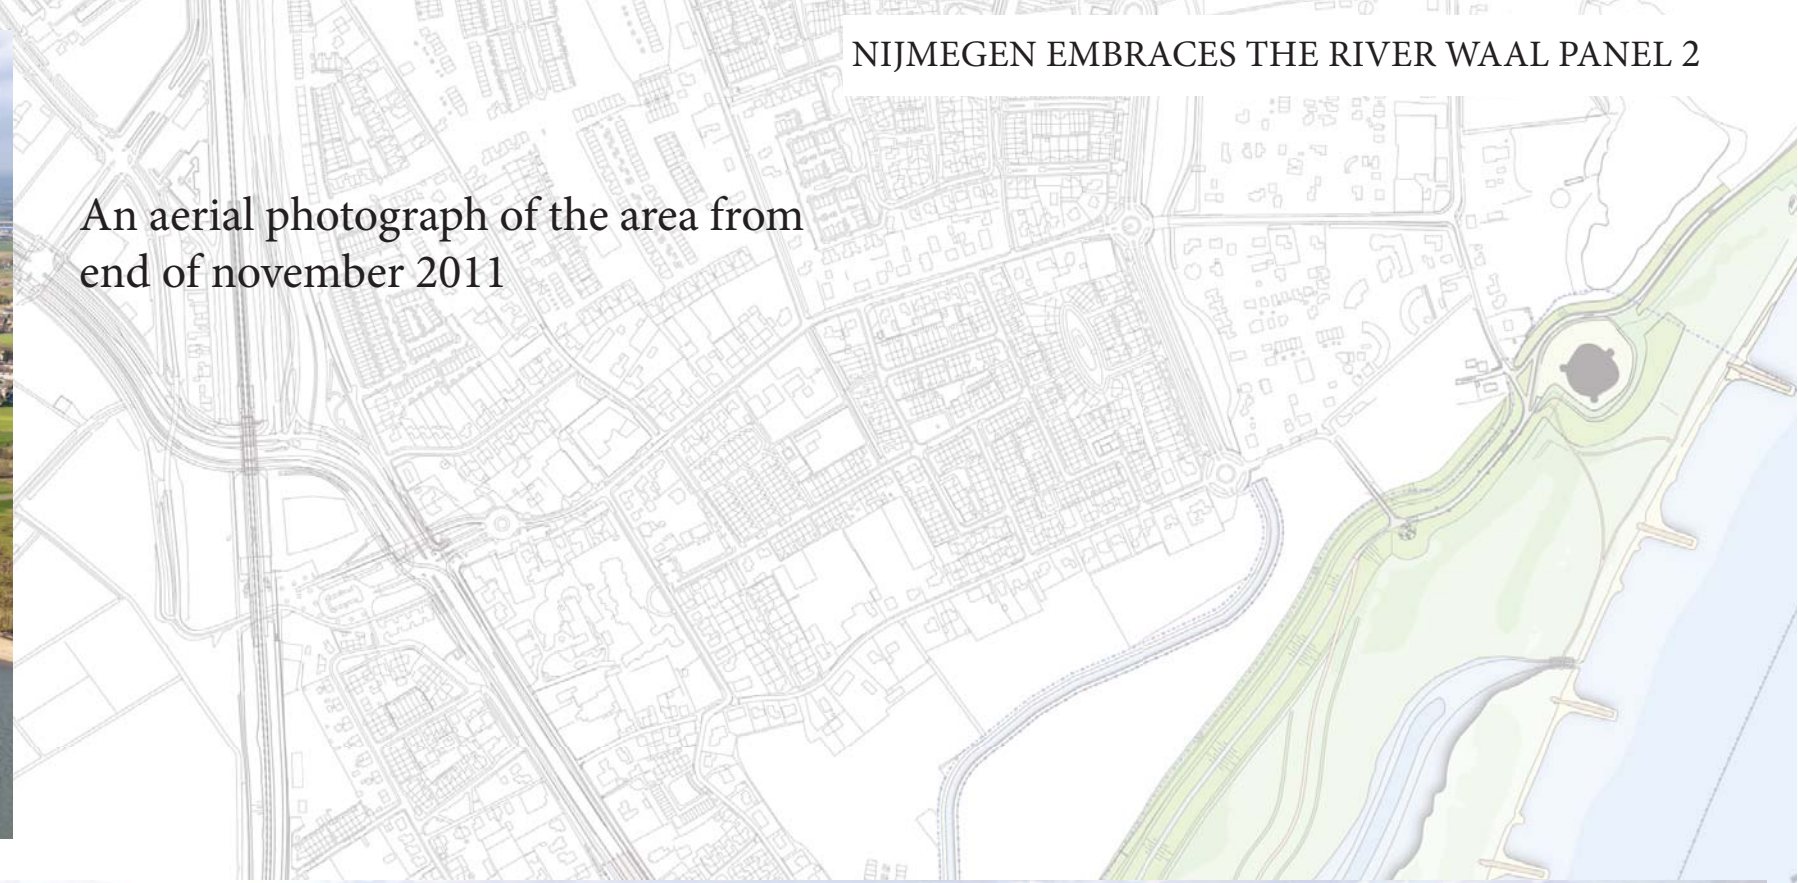 NIJMEGEN EMBRACES THE RIVER WAAL PANEL 2
An aerial photograph of the area from
end of november 2011